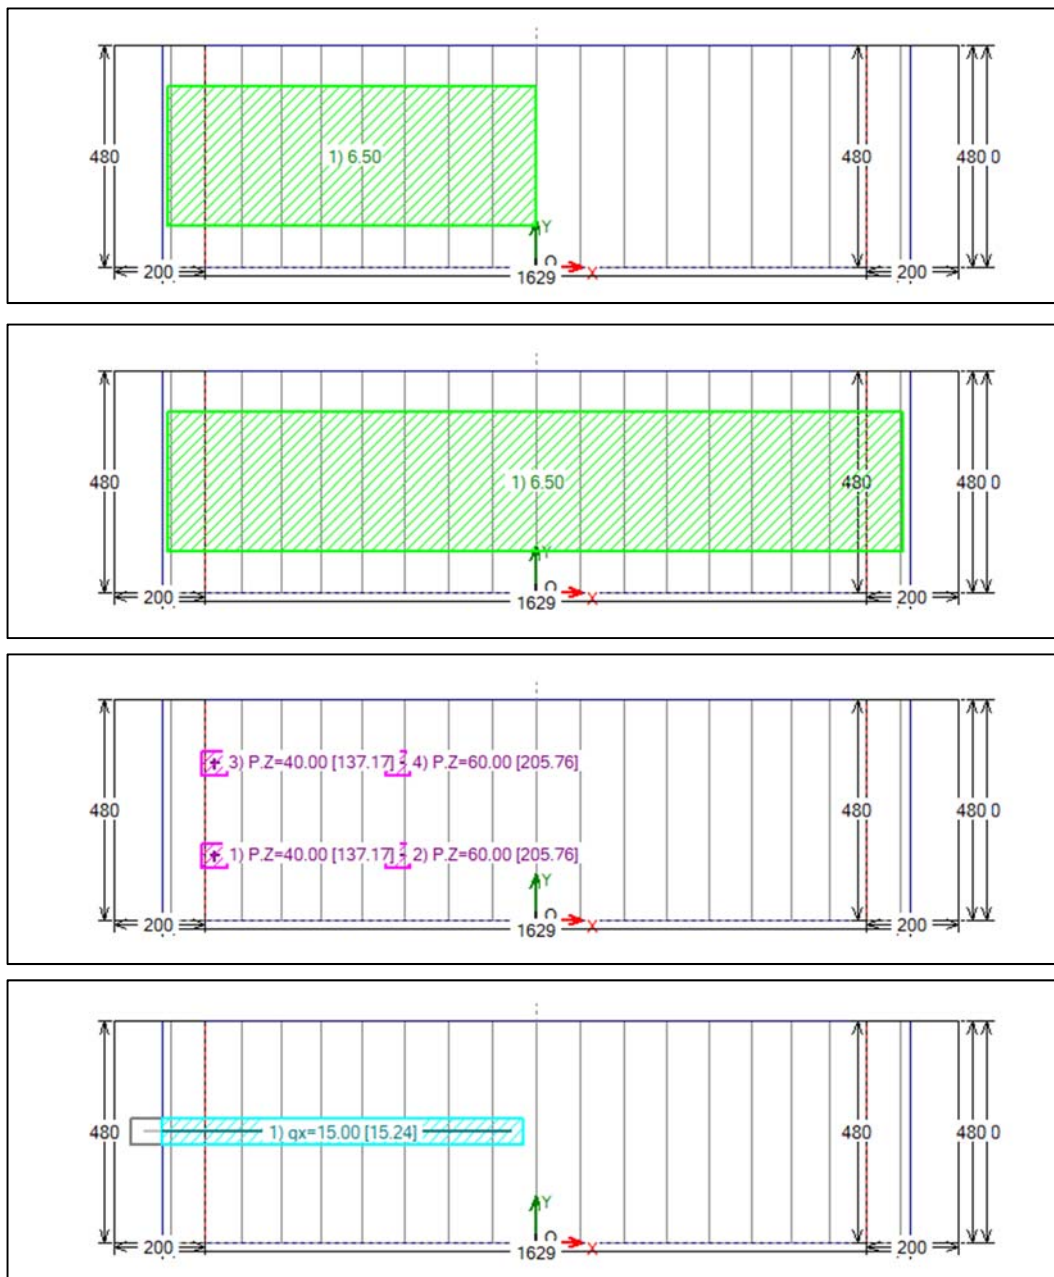 480 1) 6.50 480 480 0
Y
200 O 200
1629 X
480 1) 6.50 480 480 0
Y
200 O 200
1629 X
3) P.Z=40.00 [137.17] 4) P.Z=60.00 [205.76]
480 480 480 0
1) P.Z=40.00 [137.17] 2) P.Z=60.00 [205.76]
Y
200 O 200
1629 X
480 1) qx=15.00 [15.24] 480 480 0
Y
200 O 200
1629 X